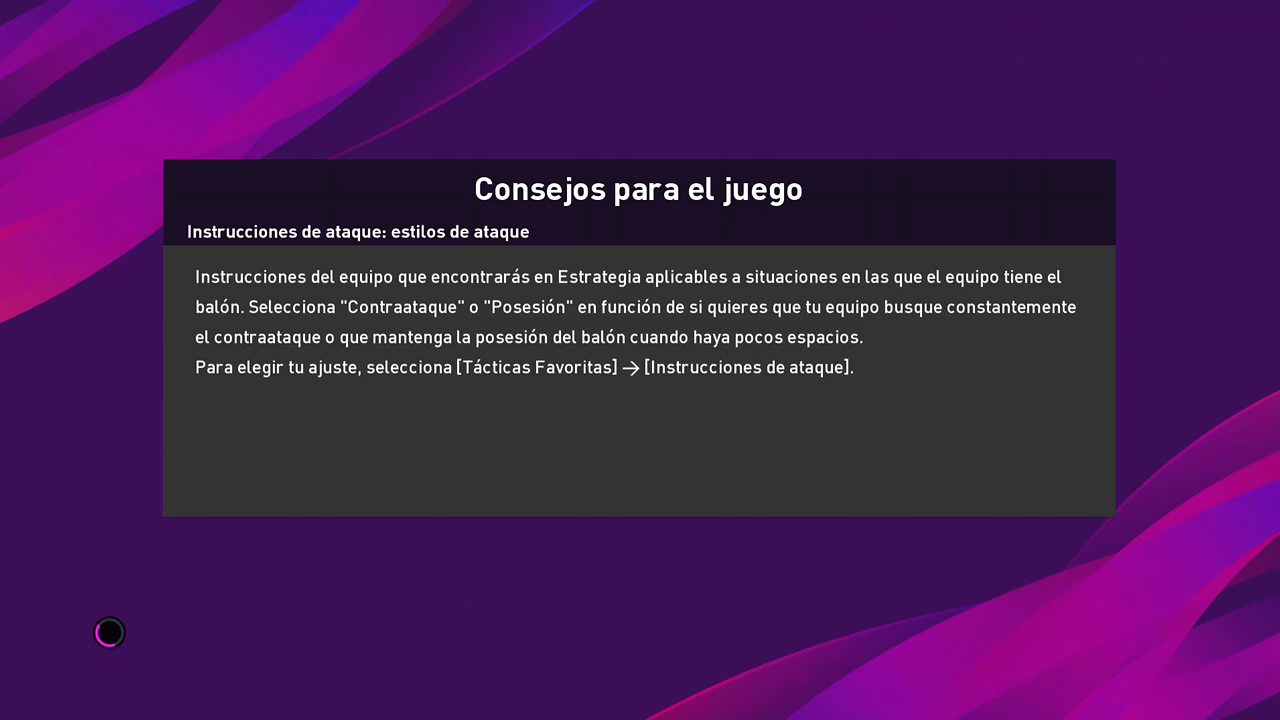 Consejos para el juego
Instrucciones de ataque: estilos de ataque
Instrucciones del equipo que encontrarás en Estrategia aplicables a situaciones en las que el equipo tiene el
balón. Selecciona "Contraataque" o "Posesión" en función de si quieres que tu equipo busque constantemente
el contraataque o que mantenga la posesión del balón cuando haya pocos espacios.
Para elegir tu ajuste, selecciona [Tácticas Favoritas] → [Instrucciones de ataque].